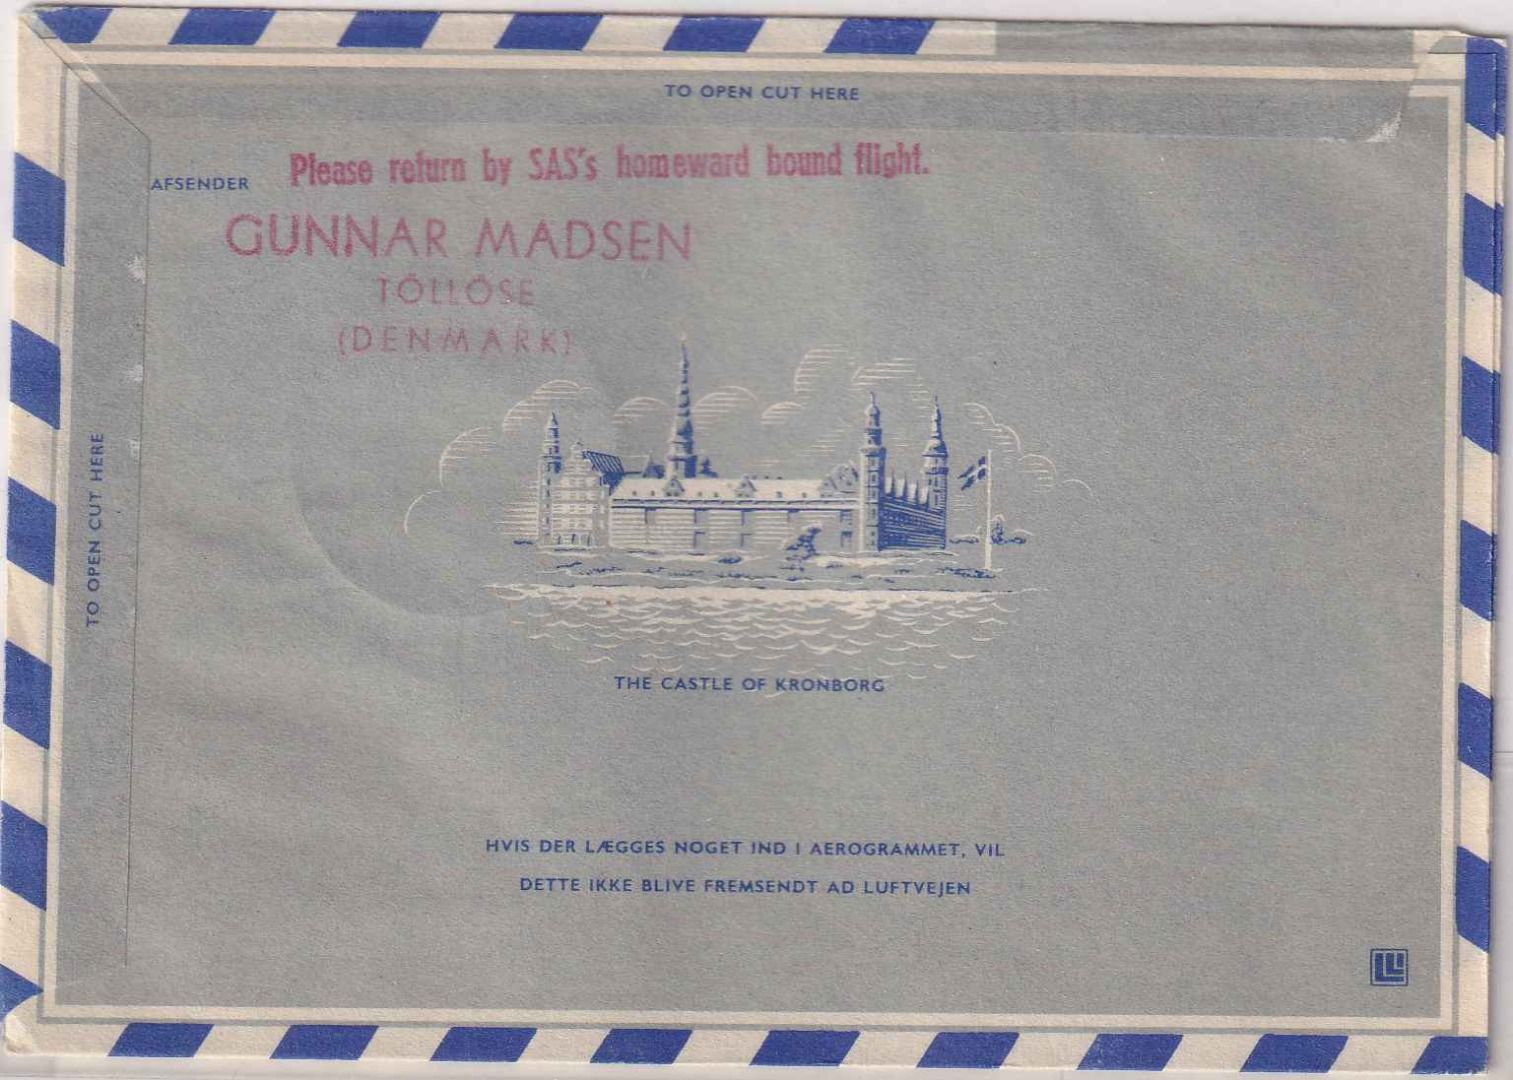 TO OPEN CUT HERE
AFSENDER
Please return by SAS's homeward bound flight.
GUNNAR MADSEN
TÖLLÖSE
(DENMARK)
TO OPEN CUT HERE
THE CASTLE OF KRONBORG
HVIS DER LÆGGES NOGET IND I AEROGRAMMET, VIL
DETTE IKKE BLIVE FREMSENDT AD LUFTVEJEN